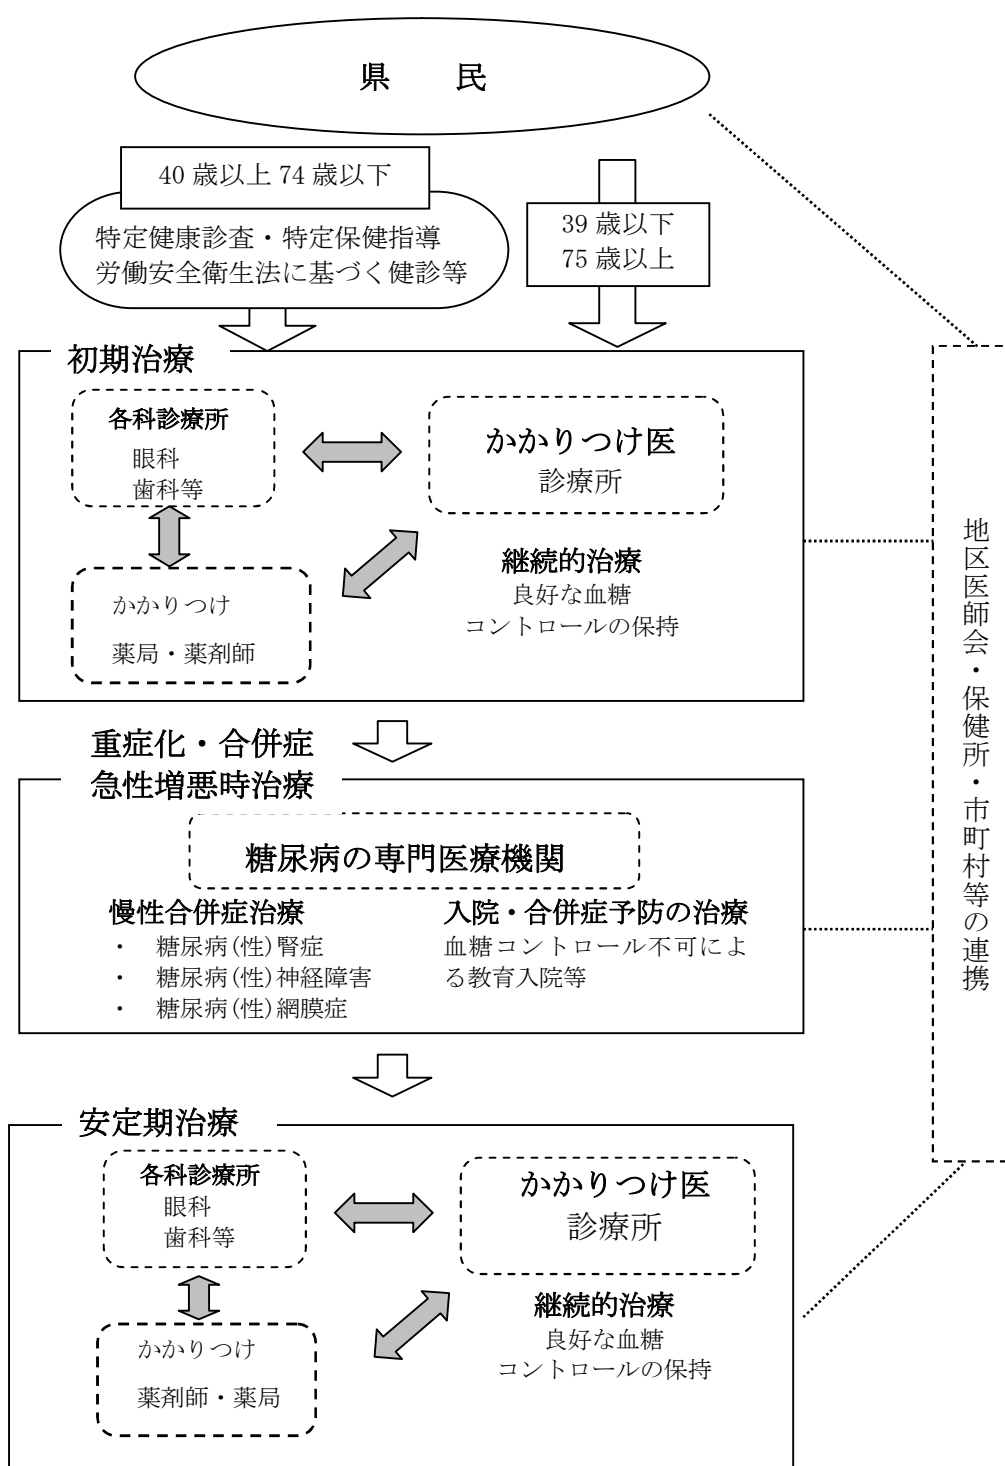 県　　民
40 歳以上 74 歳以下
特定健康診査・特定保健指導
労働安全衛生法に基づく健診等
39 歳以下
75 歳以上
初期治療
各科診療所
眼科
歯科等
かかりつけ医
診療所
かかりつけ
薬局・薬剤師
継続的治療
良好な血糖
コントロールの保持
重症化・合併症
急性増悪時治療
糖尿病の専門医療機関
慢性合併症治療
・　糖尿病(性)腎症
・　糖尿病(性)神経障害
・　糖尿病(性)網膜症
入院・合併症予防の治療
血糖コントロール不可によ
る教育入院等
安定期治療
各科診療所
眼科
歯科等
かかりつけ医
診療所
かかりつけ
薬剤師・薬局
継続的治療
良好な血糖
コントロールの保持
地区医師会・保健所・市町村等の連携